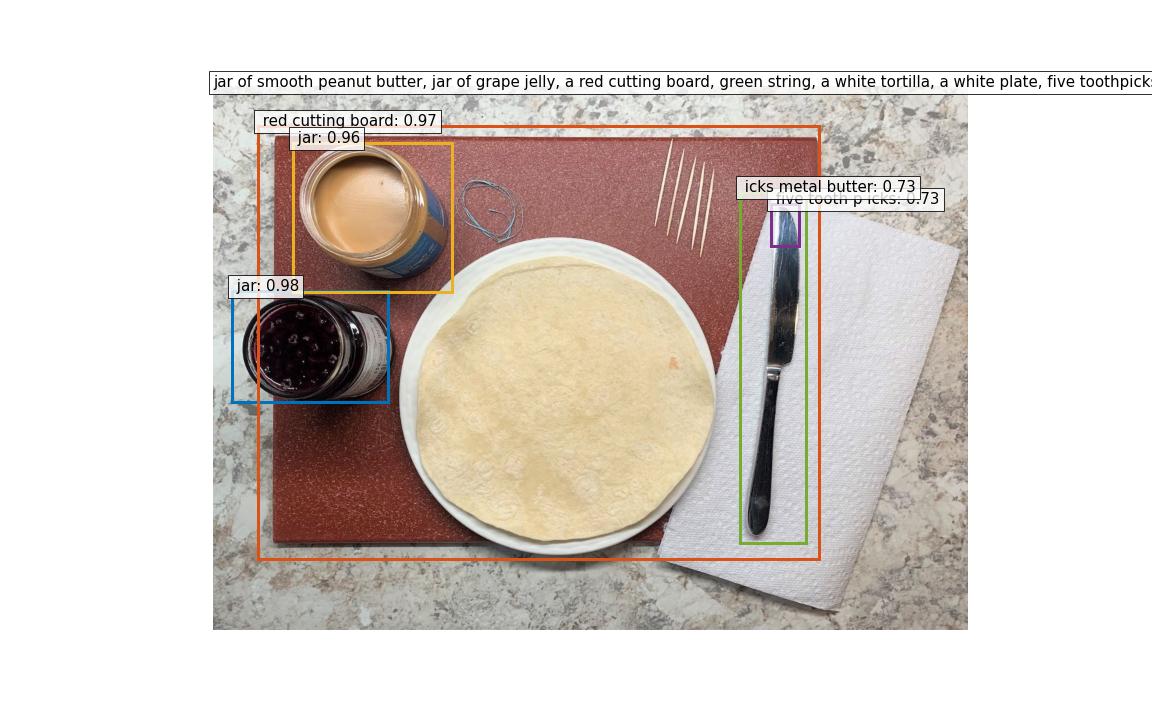 jar of smooth peanut butter, jar of grape jelly, a red cutting board, green string, a white tortilla, a white plate, five toothpicks
red cutting board: 0.97
jar: 0.96
icks metal butter: 0.73
five tooth p icks: 0.73
jar: 0.98